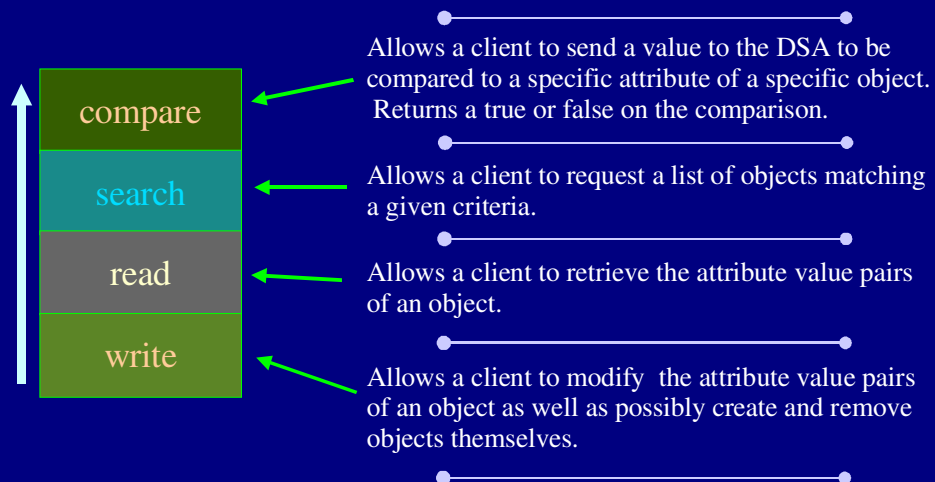 compare
Allows a client to send a value to the DSA to be
compared to a specific attribute of a specific object.
Returns a true or false on the comparison.
search
Allows a client to request a list of objects matching
a given criteria.
read
Allows a client to retrieve the attribute value pairs
of an object.
write
Allows a client to modify  the attribute value pairs
of an object as well as possibly create and remove
objects themselves.